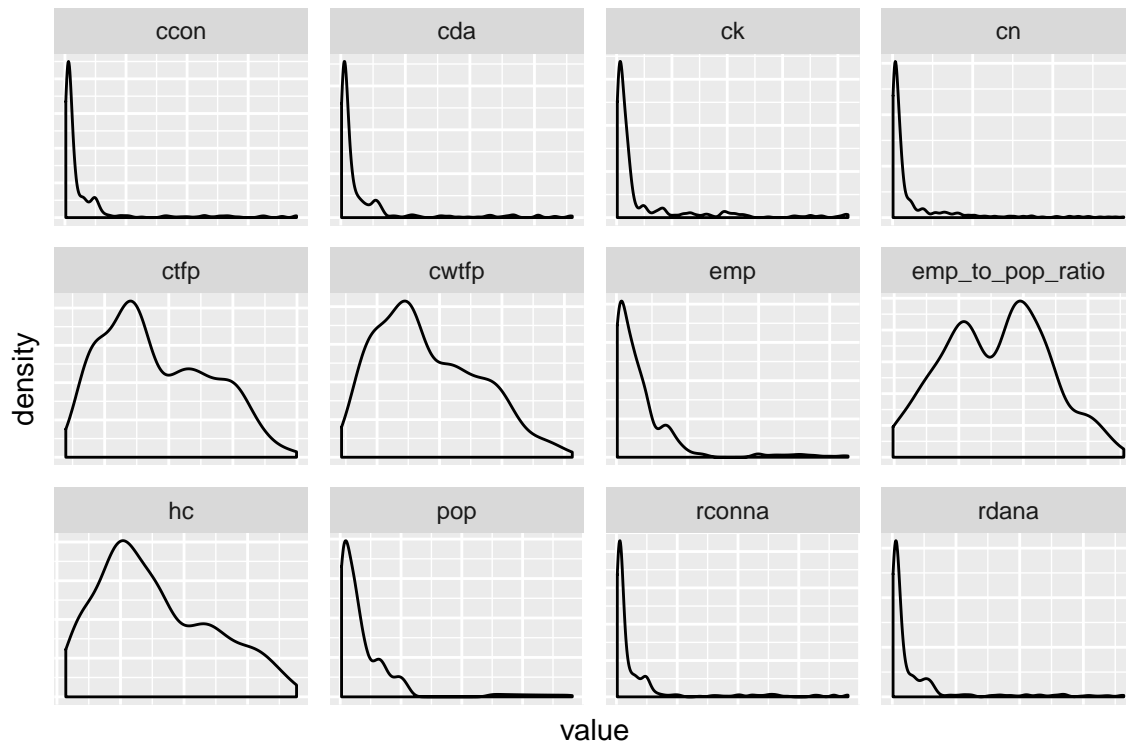 ccon cda ck cn
ctfp cwtfp emp emp_to_pop_ratio
density
hc pop rconna rdana
value